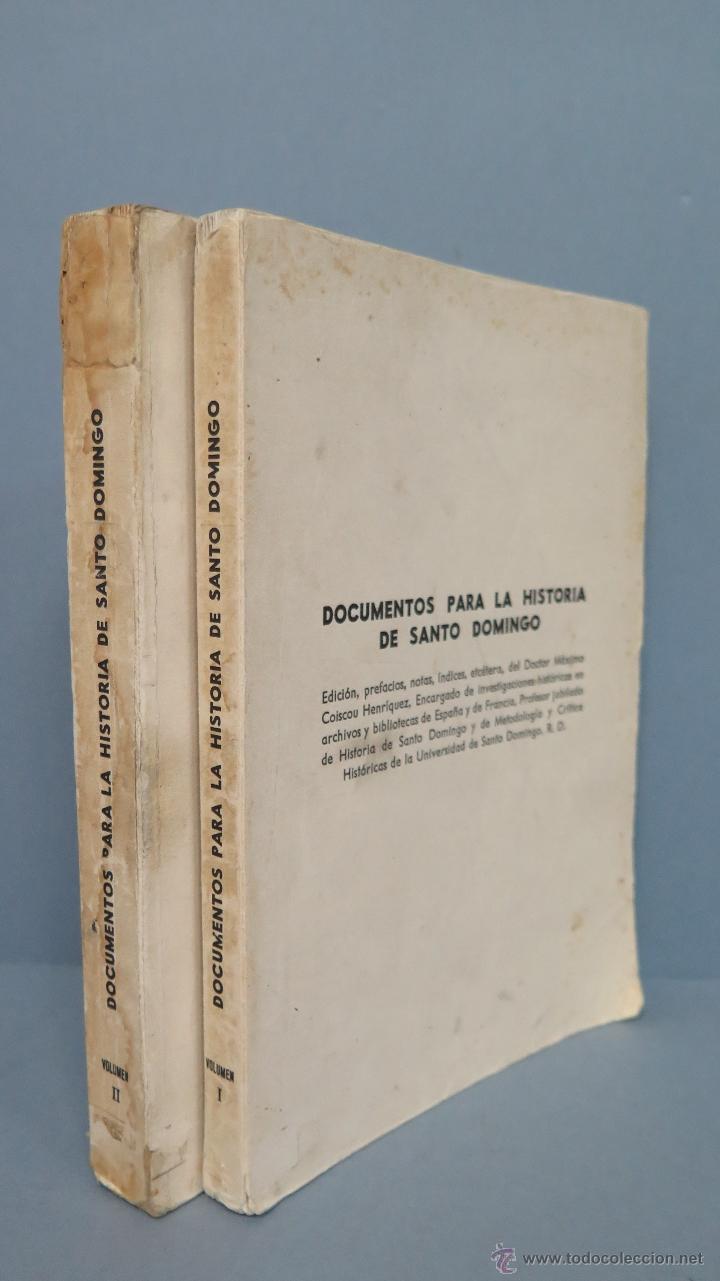 DOCUMENTOS PARA LA HISTORIA DE SANTO DOMINGO
VOLUMEN
II
DOCUMENTOS PARA LA HISTORIA DE SANTO DOMINGO
VOLUMEN
I
DOCUMENTOS PARA LA HISTORIA
DE SANTO DOMINGO
Edición, prefacios, notas, índices, etcétera, del Doctor Máximo
Coiscou Henríquez, Encargado de investigaciones históricas en
archivos y bibliotecas de España y de Francia, Profesor jubilado
de Historia de Santo Domingo y de Metodología y Crítica
Históricas de la Universidad de Santo Domingo. R. D.
© www.todocoleccion.net